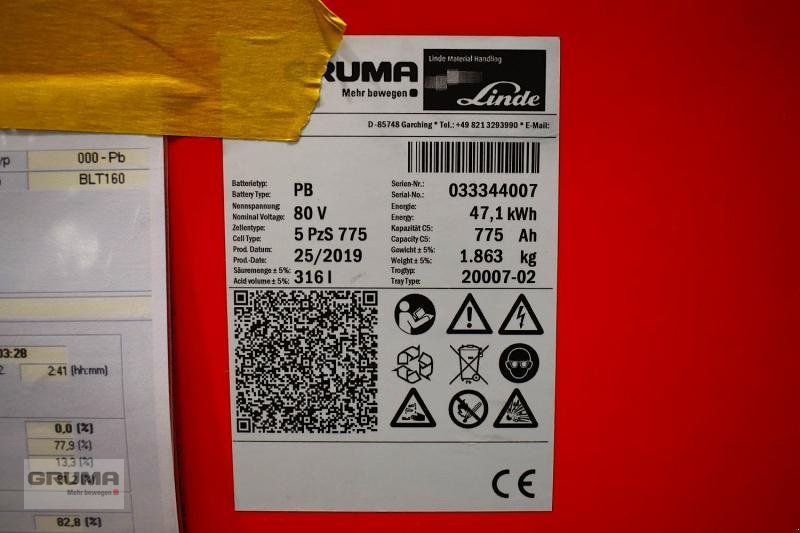 GRUMA
Mehr bewegen
Linde Material Handling
Linde
D -85748 Garching * Tel.: +49 821 3293990 * E-Mail:
Batterietyp:
Battery Type: PB
Serien-Nr.:
Serial-No.: 033344007
Nennspannung:
Nominal Voltage: 80 V
Energie:
Energy: 47,1 kWh
Zellentype:
Cell Type: 5 PzS 775
Kapazität C5:
Capacity C5: 775 Ah
Prod. Datum:
Prod.-Date: 25/2019
Gewicht ± 5%:
Weight ± 5%: 1.863 kg
Säuremenge ± 5%:
Acid volume ± 5%: 316 l
Trogtyp:
Tray Type: 20007-02
Pb
CE
000 - Pb
BLT160
03:28
2:41 (hh:mm)
0,0 (%)
77,9 (%)
13,3 (%)
GRUMA
Mehr bewegen
82,8 (%)